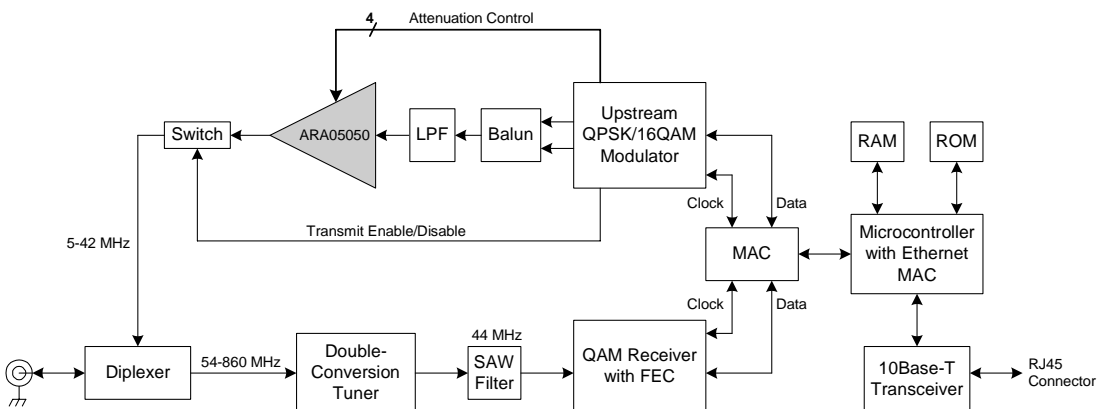 4
Attenuation Control
Switch
ARA05050
LPF
Balun
Upstream
QPSK/16QAM
Modulator
RAM
ROM
Clock
Data
Transmit Enable/Disable
5-42 MHz
MAC
Microcontroller
with Ethernet
MAC
Clock
Data
Diplexer
54-860 MHz
Double-
Conversion
Tuner
44 MHz
SAW
Filter
QAM Receiver
with FEC
10Base-T
Transceiver
RJ45
Connector